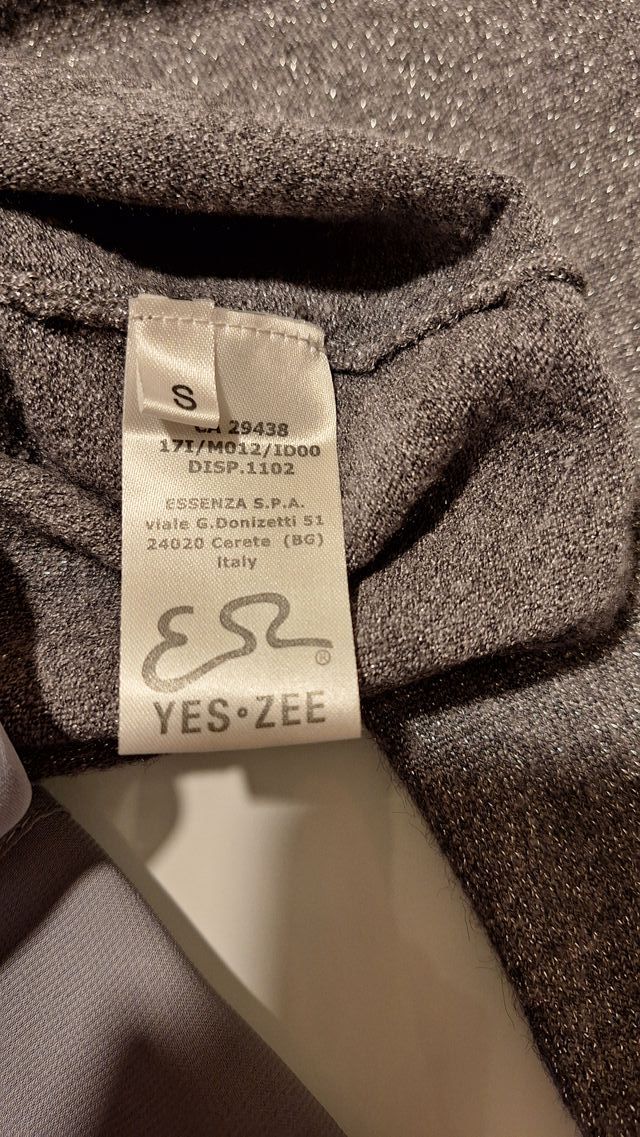 S
CA 29438
17I/M012/ID00
DISP.1102
ESSENZA S.P.A.
viale G.Donizetti 51
24020 Cerete (BG)
Italy
®
YES•ZEE